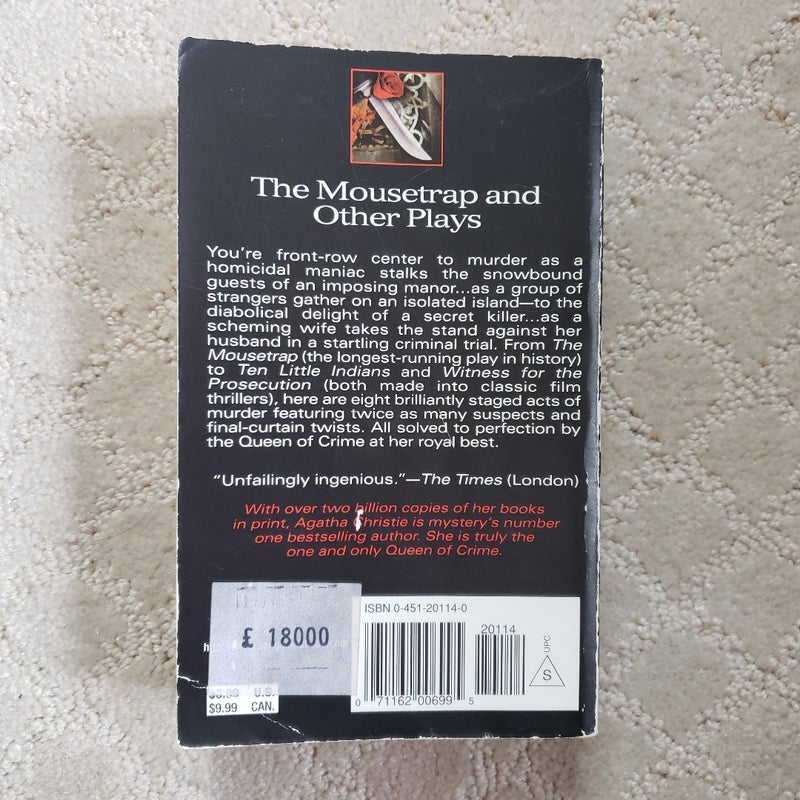 The Mousetrap and
Other Plays
You're front-row center to murder as a
homicidal maniac stalks the snowbound
guests of an imposing manor...as a group of
strangers gather on an isolated island—to the
diabolical delight of a secret killer...as a
scheming wife takes the stand against her
husband in a startling criminal trial. From The
Mousetrap (the longest-running play in history)
to Ten Little Indians and Witness for the
Prosecution (both made into classic film
thrillers), here are eight brilliantly staged acts of
murder featuring twice as many suspects and
final-curtain twists. All solved to perfection by
the Queen of Crime at her royal best.
"Unfailingly ingenious."—The Times (London)
With over two billion copies of her books
in print, Agatha Christie is mystery's number
one bestselling author. She is truly the
one and only Queen of Crime.
ISBN 0-451-20114-0
20114
£ 18000
UPC
S
U.S.
$9.99 CAN.
0 71162 00699 5